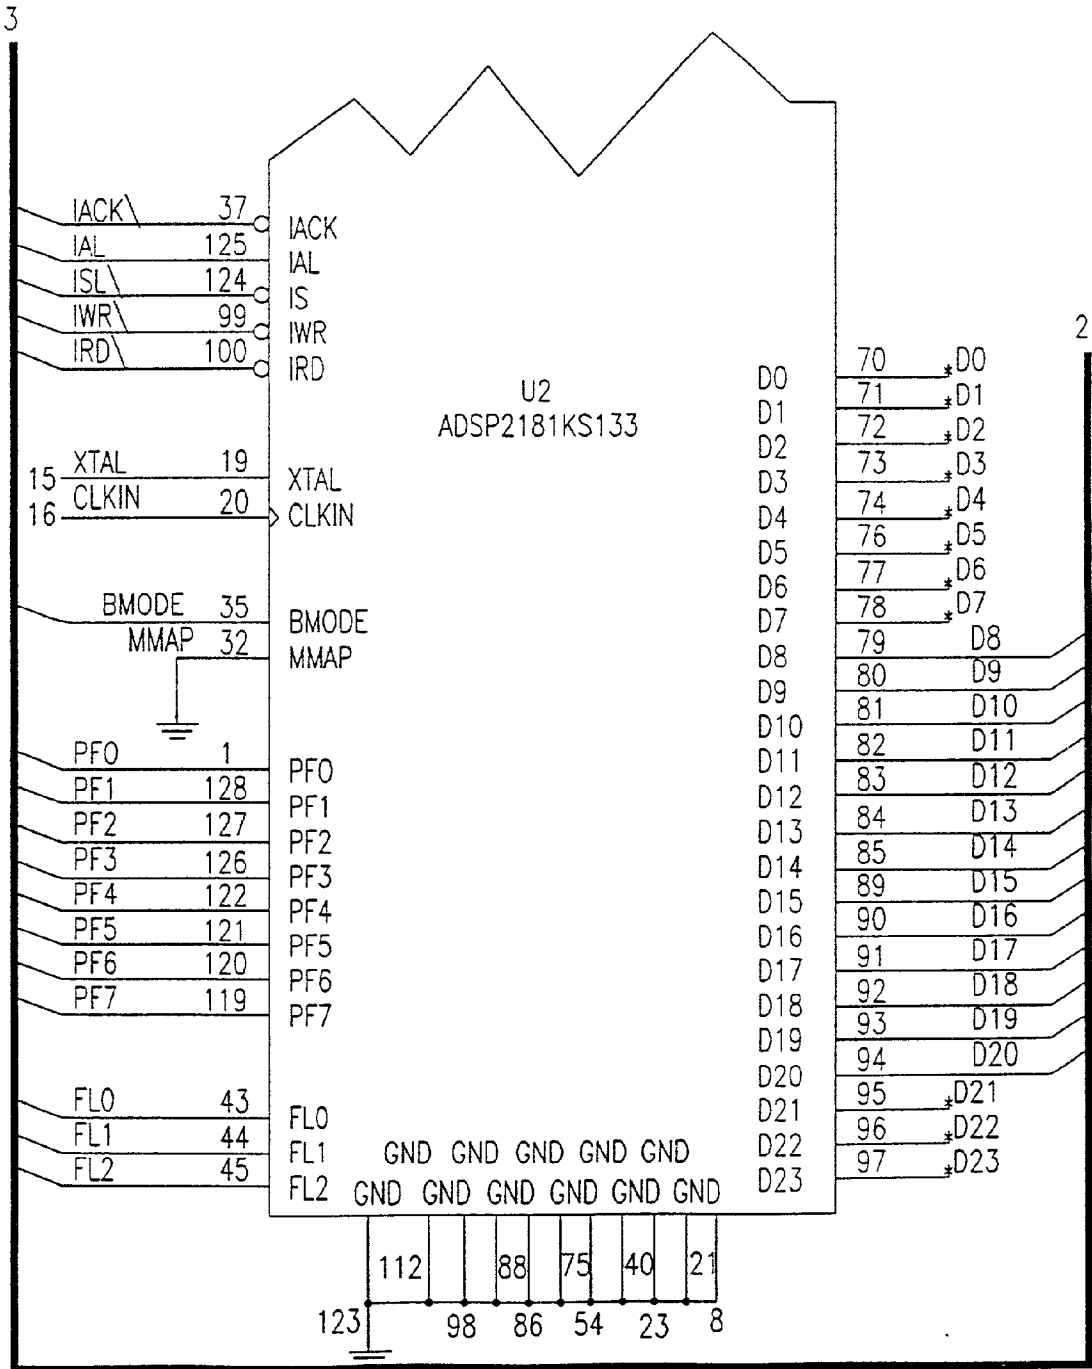 3
IACK\ 37 IACK
IAL 125 IAL
ISL\ 124 IS
IWR\ 99 IWR
IRD\ 100 IRD
2
U2
ADSP2181KS133
15 XTAL 19 XTAL
16 CLKIN 20 CLKIN
BMODE 35 BMODE
MMAP 32 MMAP
PF0 1 PF0
PF1 128 PF1
PF2 127 PF2
PF3 126 PF3
PF4 122 PF4
PF5 121 PF5
PF6 120 PF6
PF7 119 PF7
FL0 43 FL0
FL1 44 FL1
FL2 45 FL2
D0 70 *D0
D1 71 *D1
D2 72 D2
D3 73 *D3
D4 74 *D4
D5 76 *D5
D6 77 *D6
D7 78 *D7
D8 79 D8
D9 80 D9
D10 81 D10
D11 82 D11
D12 83 D12
D13 84 D13
D14 85 D14
D15 89 D15
D16 90 D16
D17 91 D17
D18 92 D18
D19 93 D19
D20 94 D20
D21 95 *D21
D22 96 *D22
D23 97 *D23
GND GND GND GND GND
GND GND GND GND GND GND
112 88 75 40 21
123 98 86 54 23 8